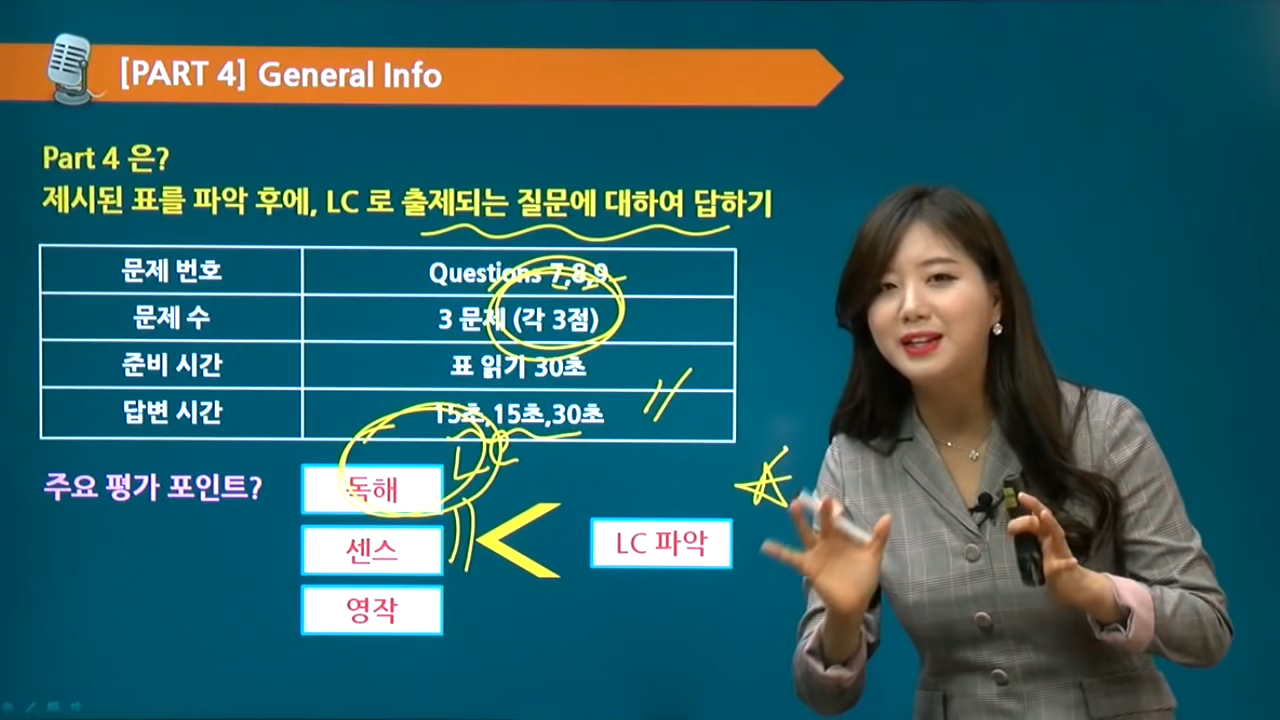 [PART 4] General Info
Part 4 은?
제시된 표를 파악 후에, LC 로 출제되는 질문에 대하여 답하기
문제 번호 Questions 7,8,9
문제 수 3 문제 (각 3점)
준비 시간 표 읽기 30초
답변 시간 15초,15초,30초
주요 평가 포인트? 독해
센스 < LC 파악
영작